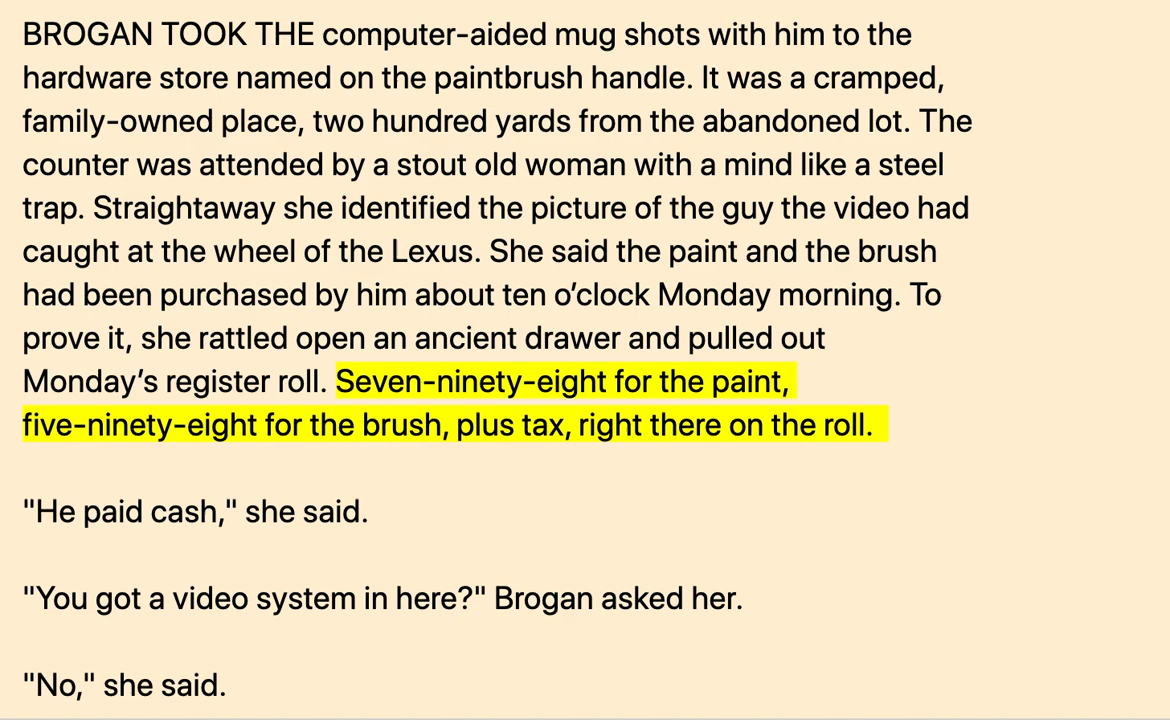 BROGAN TOOK THE computer-aided mug shots with him to the
hardware store named on the paintbrush handle. It was a cramped,
family-owned place, two hundred yards from the abandoned lot. The
counter was attended by a stout old woman with a mind like a steel
trap. Straightaway she identified the picture of the guy the video had
caught at the wheel of the Lexus. She said the paint and the brush
had been purchased by him about ten o’clock Monday morning. To
prove it, she rattled open an ancient drawer and pulled out
Monday’s register roll. Seven-ninety-eight for the paint,
five-ninety-eight for the brush, plus tax, right there on the roll.
"He paid cash," she said.
"You got a video system in here?" Brogan asked her.
"No," she said.